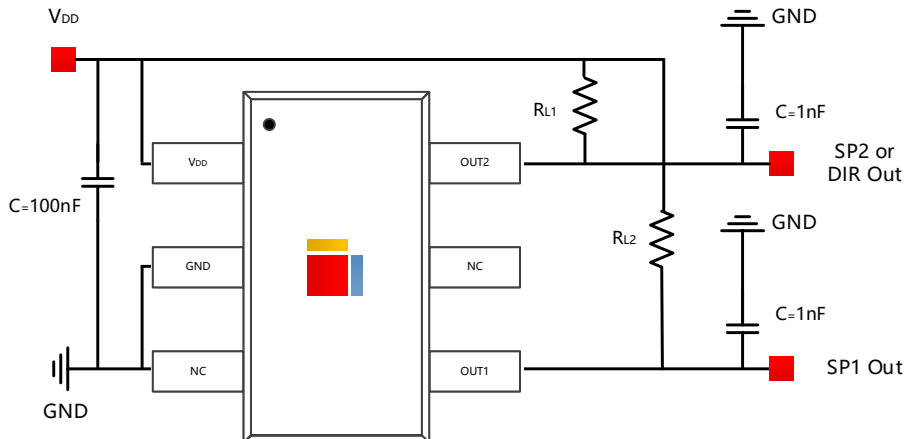 VDD
GND
RL1
C=1nF
VDD
OUT2
SP2 or
DIR Out
C=100nF
GND
RL2
GND
NC
C=1nF
NC
OUT1
SP1 Out
GND